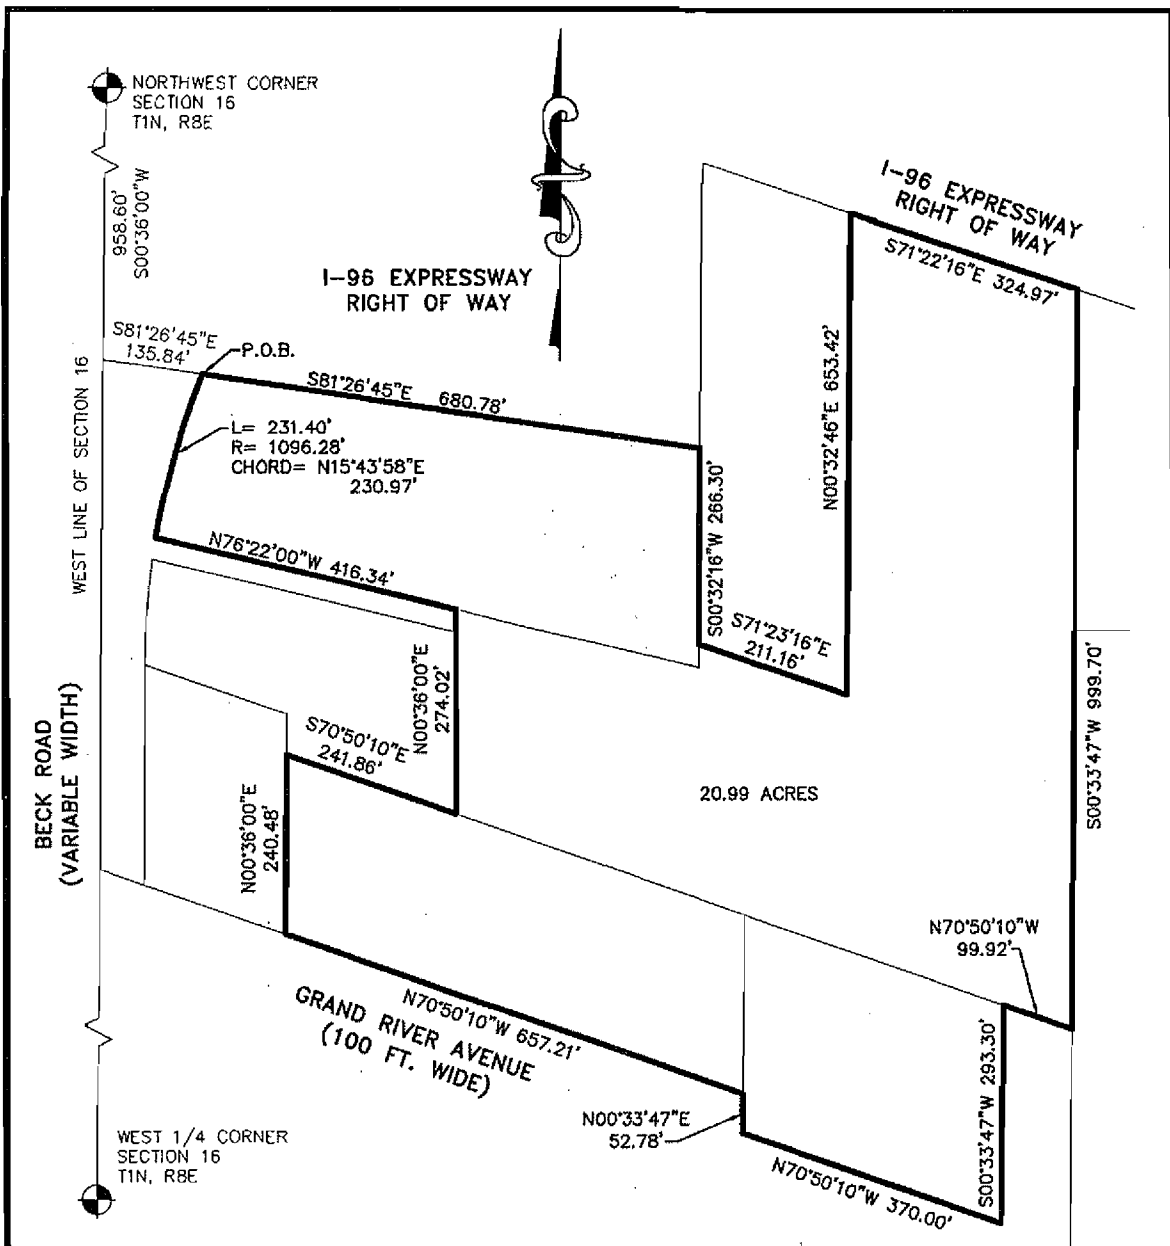 NORTHWEST CORNER
SECTION 16
T1N, R8E
958.60'
S00°36'00"W
I-96 EXPRESSWAY
RIGHT OF WAY
S71°22'16"E 324.97'
I-96 EXPRESSWAY
RIGHT OF WAY
S81°26'45"E
135.84'
P.O.B.
S81°26'45"E 680.78'
N00°32'46"E 653.42'
WEST LINE OF SECTION 16
L= 231.40'
R= 1096.28'
CHORD= N15°43'58"E
230.97'
S00°32'16"W 266.30'
N76°22'00"W 416.34'
S71°23'16"E
211.16'
N00°36'00"E
274.02'
S00°33'47"W 999.70'
BECK ROAD
(VARIABLE WIDTH)
S70°50'10"E
241.86'
20.99 ACRES
N00°36'00"E
240.48'
N70°50'10"W
99.92'
N70°50'10"W 657.21'
GRAND RIVER AVENUE
(100 FT. WIDE)
S00°33'47"W 293.30'
N00°33'47"E
52.78'
WEST 1/4 CORNER
SECTION 16
T1N, R8E
N70°50'10"W 370.00'